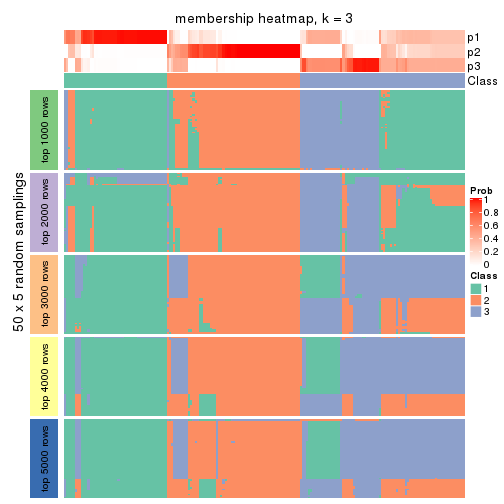 membership heatmap, k = 3
p1
p2
p3
Class
50 x 5 random samplings
top 1000 rows
top 2000 rows
top 3000 rows
top 4000 rows
top 5000 rows
Prob
1
0.8
0.6
0.4
0.2
0
Class
1
2
3